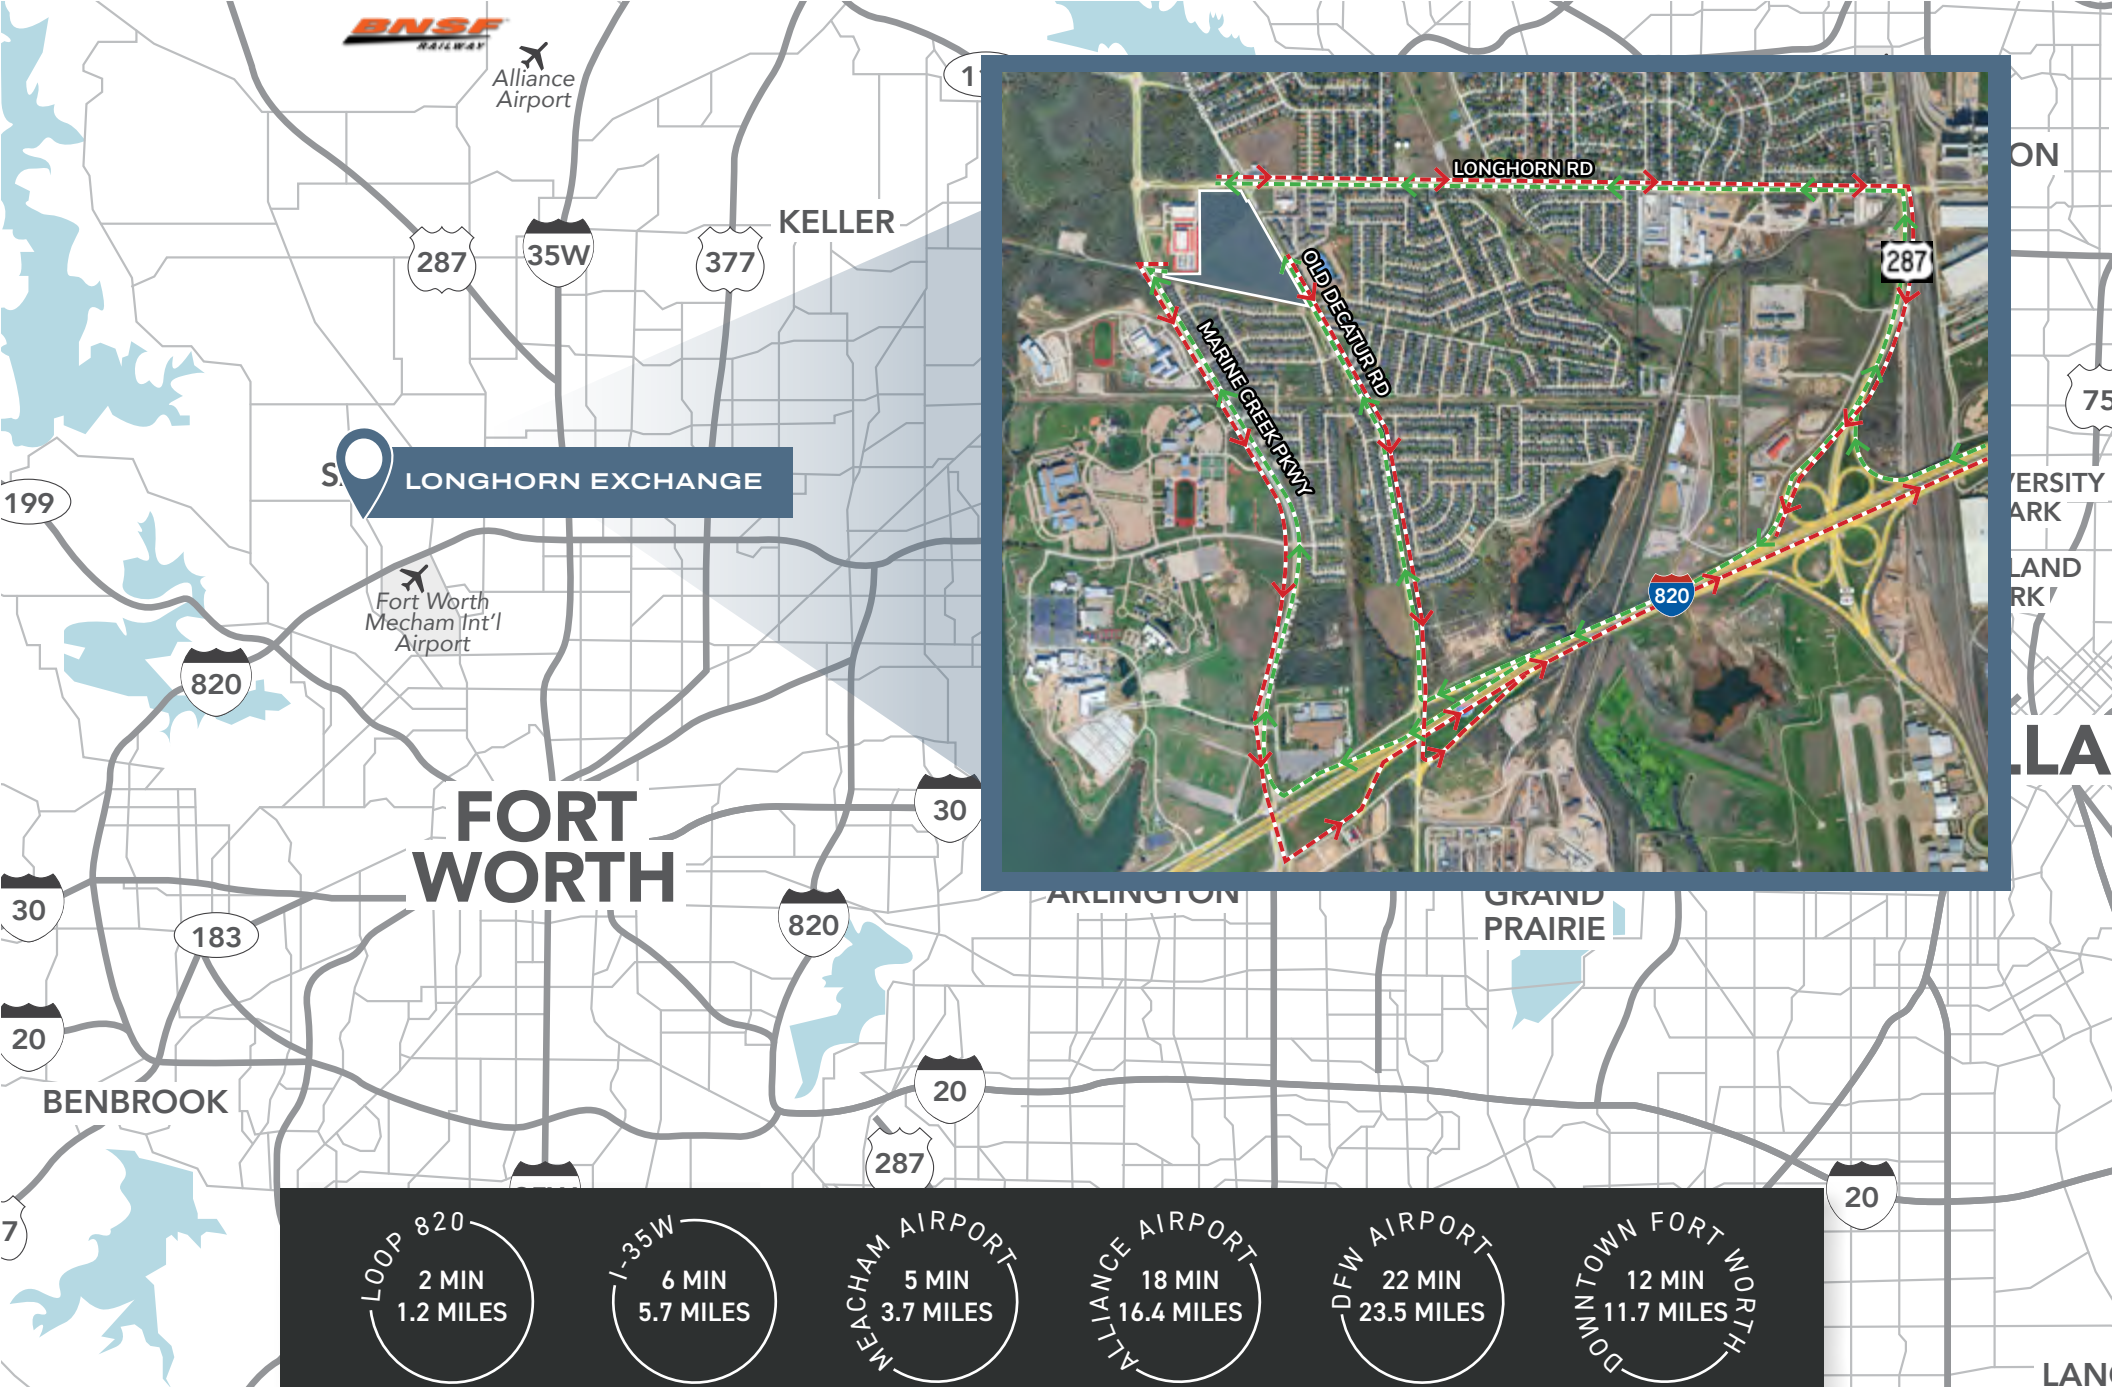 BNSF
RAILWAY
Alliance
Airport
287
35W
377
KELLER
LONGHORN RD
287
OLD DECATUR RD
MARINE CREEK PKWY
820
75
199
LONGHORN EXCHANGE
Fort Worth
Mecham Int'l
Airport
820
FORT
WORTH
30
30
183
820
ARLINGTON
GRAND
PRAIRIE
20
BENBROOK
20
287
20
LOOP 820
2 MIN
1.2 MILES
I-35W
6 MIN
5.7 MILES
MEACHAM AIRPORT
5 MIN
3.7 MILES
ALLIANCE AIRPORT
18 MIN
16.4 MILES
DFW AIRPORT
22 MIN
23.5 MILES
DOWNTOWN FORT WORTH
12 MIN
11.7 MILES